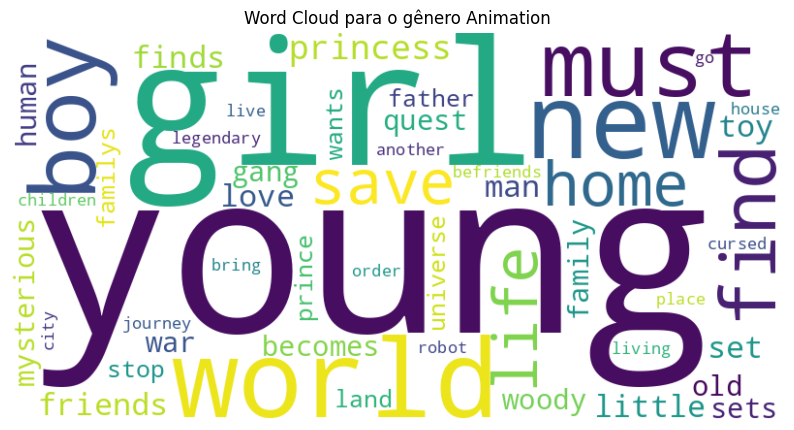 Word Cloud para o gênero Animation
finds
princess
must
go
boy
girl
new
human
live
wants
father
house
legendary
quest
toy
another
familys
gang
save
befriends
man
home
find
children
love
young
mysterious
bring
prince
order
universe
life
family
cursed
place
city
journey
war
becomes
robot
living
set
stop
world
friends
land
woody
little
old
sets